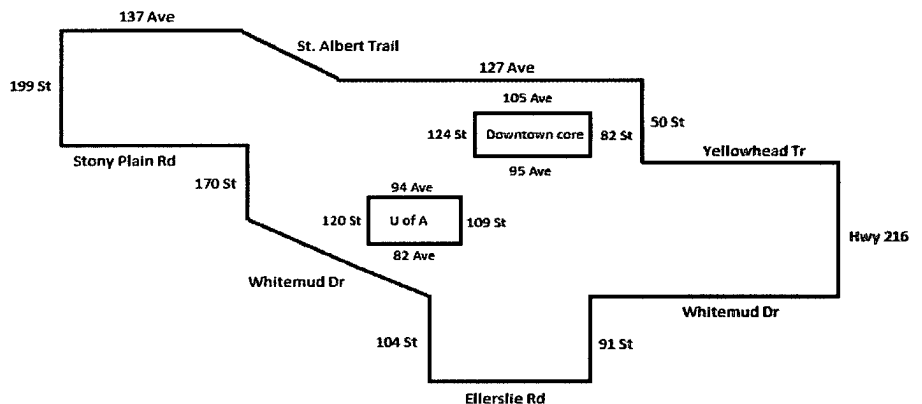 137 Ave
St. Albert Trail
127 Ave
199 St
105 Ave
124 St
Downtown core
82 St
50 St
Stony Plain Rd
95 Ave
Yellowhead Tr
170 St
94 Ave
120 St
U of A
109 St
82 Ave
Hwy 216
Whitemud Dr
Whitemud Dr
104 St
91 St
Ellerslie Rd